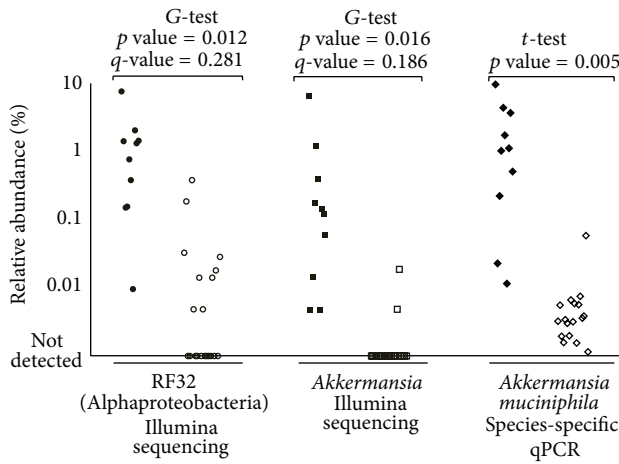 G-test
p value = 0.012
q-value = 0.281
G-test
p value = 0.016
q-value = 0.186
t-test
p value = 0.005
Relative abundance (%)
10
1
0.1
0.01
Not
detected
RF32
(Alphaproteobacteria)
Illumina
sequencing
Akkermansia
Illumina
sequencing
Akkermansia
muciniphila
Species-specific
qPCR